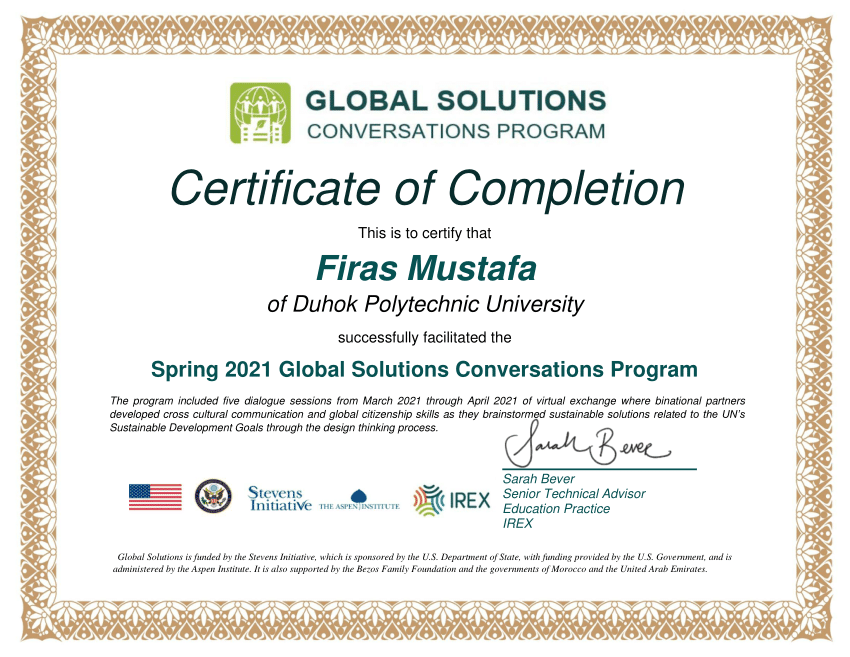 GLOBAL SOLUTIONS
CONVERSATIONS PROGRAM
Certificate of Completion
This is to certify that
Firas Mustafa
of Duhok Polytechnic University
successfully facilitated the
Spring 2021 Global Solutions Conversations Program
The program included five dialogue sessions from March 2021 through April 2021 of virtual exchange where binational partners
developed cross cultural communication and global citizenship skills as they brainstormed sustainable solutions related to the UN's
Sustainable Development Goals through the design thinking process.
Sarah Bever
Stevens
Initiative
THE ASPEN INSTITUTE
IREX
Sarah Bever
Senior Technical Advisor
Education Practice
IREX
Global Solutions is funded by the Stevens Initiative, which is sponsored by the U.S. Department of State, with funding provided by the U.S. Government, and is
administered by the Aspen Institute. It is also supported by the Bezos Family Foundation and the governments of Morocco and the United Arab Emirates.